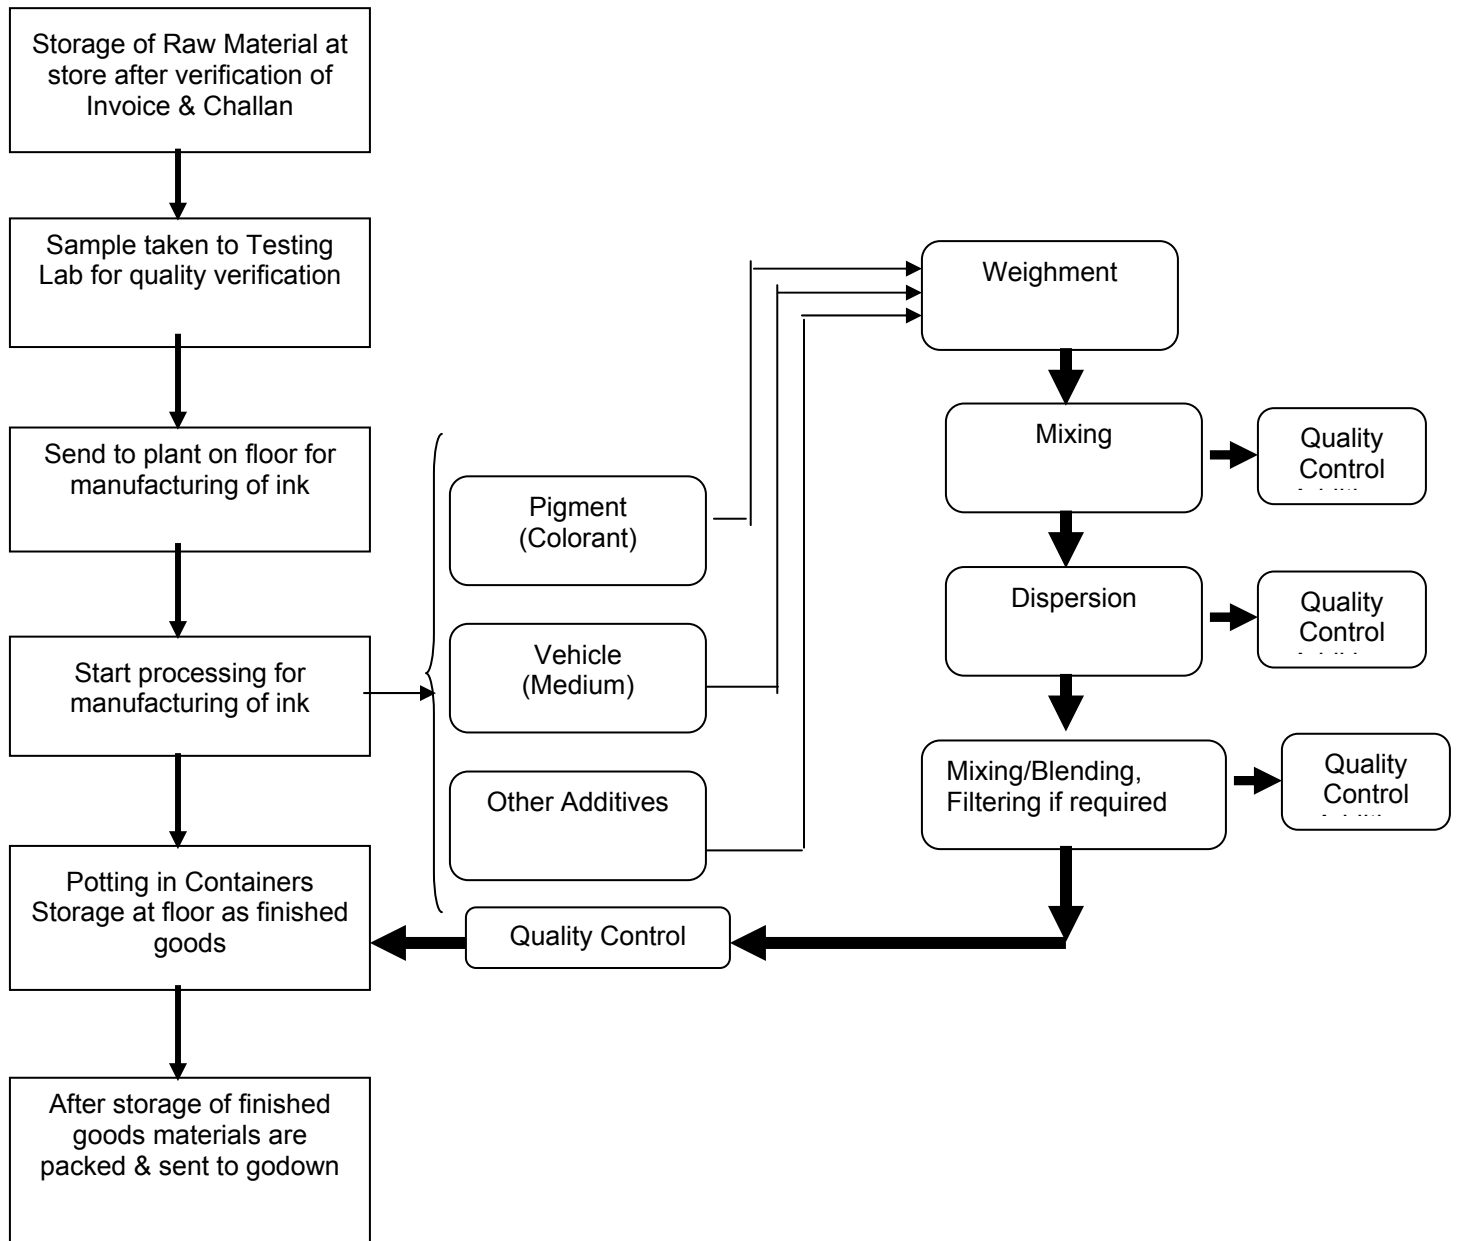 Storage of Raw Material at
store after verification of
Invoice & Challan
Sample taken to Testing
Lab for quality verification
Send to plant on floor for
manufacturing of ink
Start processing for
manufacturing of ink
Potting in Containers
Storage at floor as finished
goods
After storage of finished
goods materials are
packed & sent to godown
Pigment
(Colorant)
Vehicle
(Medium)
Other Additives
Quality Control
Weighment
Mixing
Quality
Control
Dispersion
Quality
Control
Mixing/Blending,
Filtering if required
Quality
Control